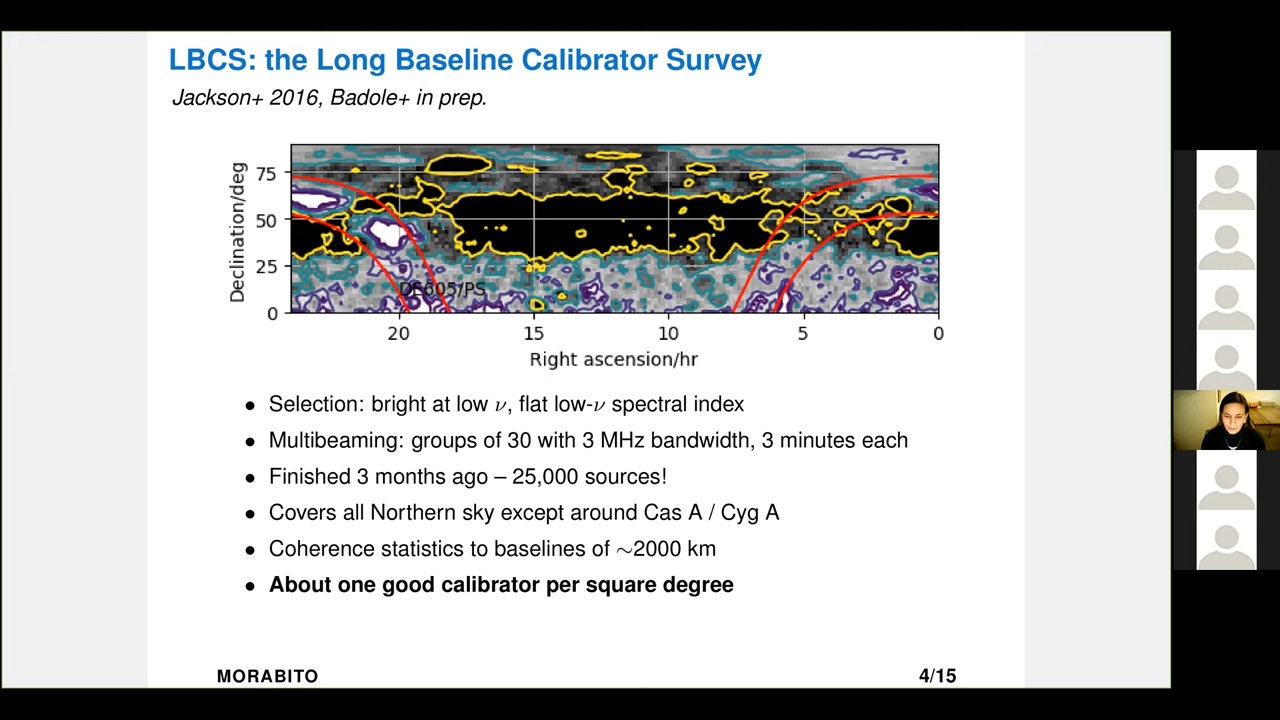 LBCS: the Long Baseline Calibrator Survey
Jackson+ 2016, Badole+ in prep.
Declination/deg
75
50
25
0
DE605/PS
20 15 10 5 0
Right ascension/hr
• Selection: bright at low ν, flat low-ν spectral index
• Multibeaming: groups of 30 with 3 MHz bandwidth, 3 minutes each
• Finished 3 months ago – 25,000 sources!
• Covers all Northern sky except around Cas A / Cyg A
• Coherence statistics to baselines of ∼2000 km
• About one good calibrator per square degree
MORABITO 4/15